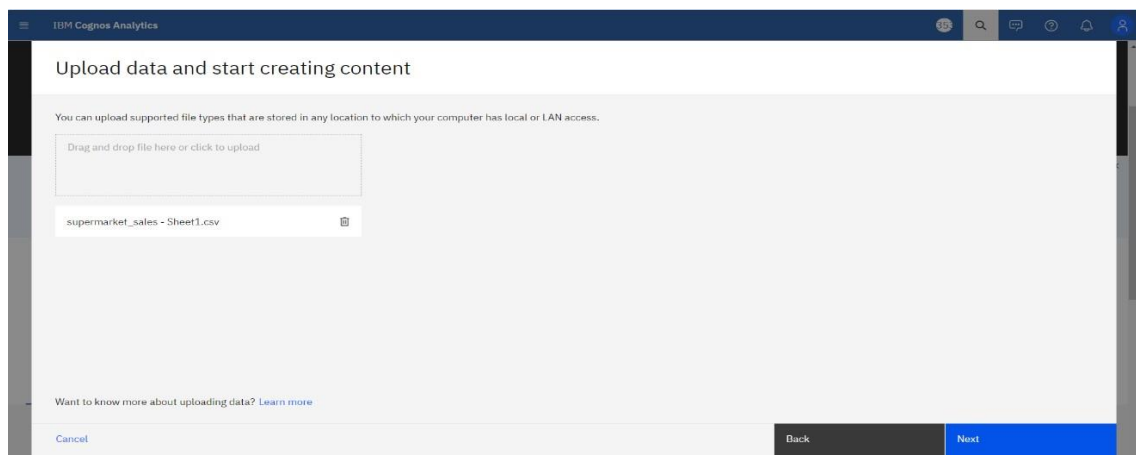 IBM Cognos Analytics
35
Upload data and start creating content
You can upload supported file types that are stored in any location to which your computer has local or LAN access.
Drag and drop file here or click to upload
supermarket_sales - Sheet1.csv
Want to know more about uploading data? Learn more
Cancel
Back
Next